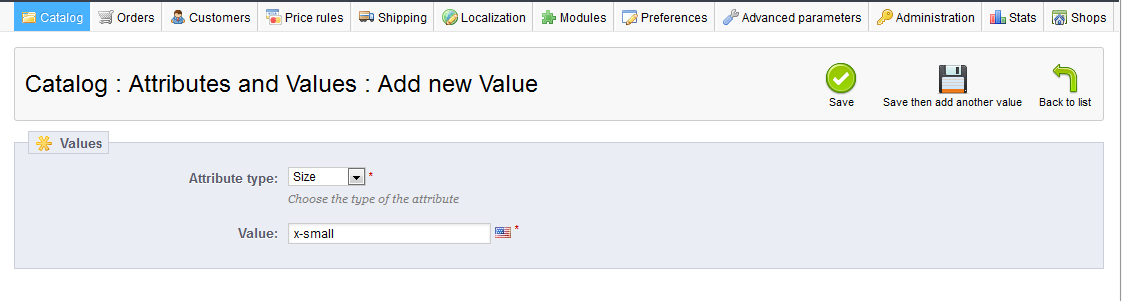 Catalog Orders Customers Price rules Shipping Localization Modules Preferences Advanced parameters Administration Stats Shops
Catalog : Attributes and Values : Add new Value
Save Save then add another value Back to list
Values
Attribute type: Size *
Choose the type of the attribute
Value: x-small *